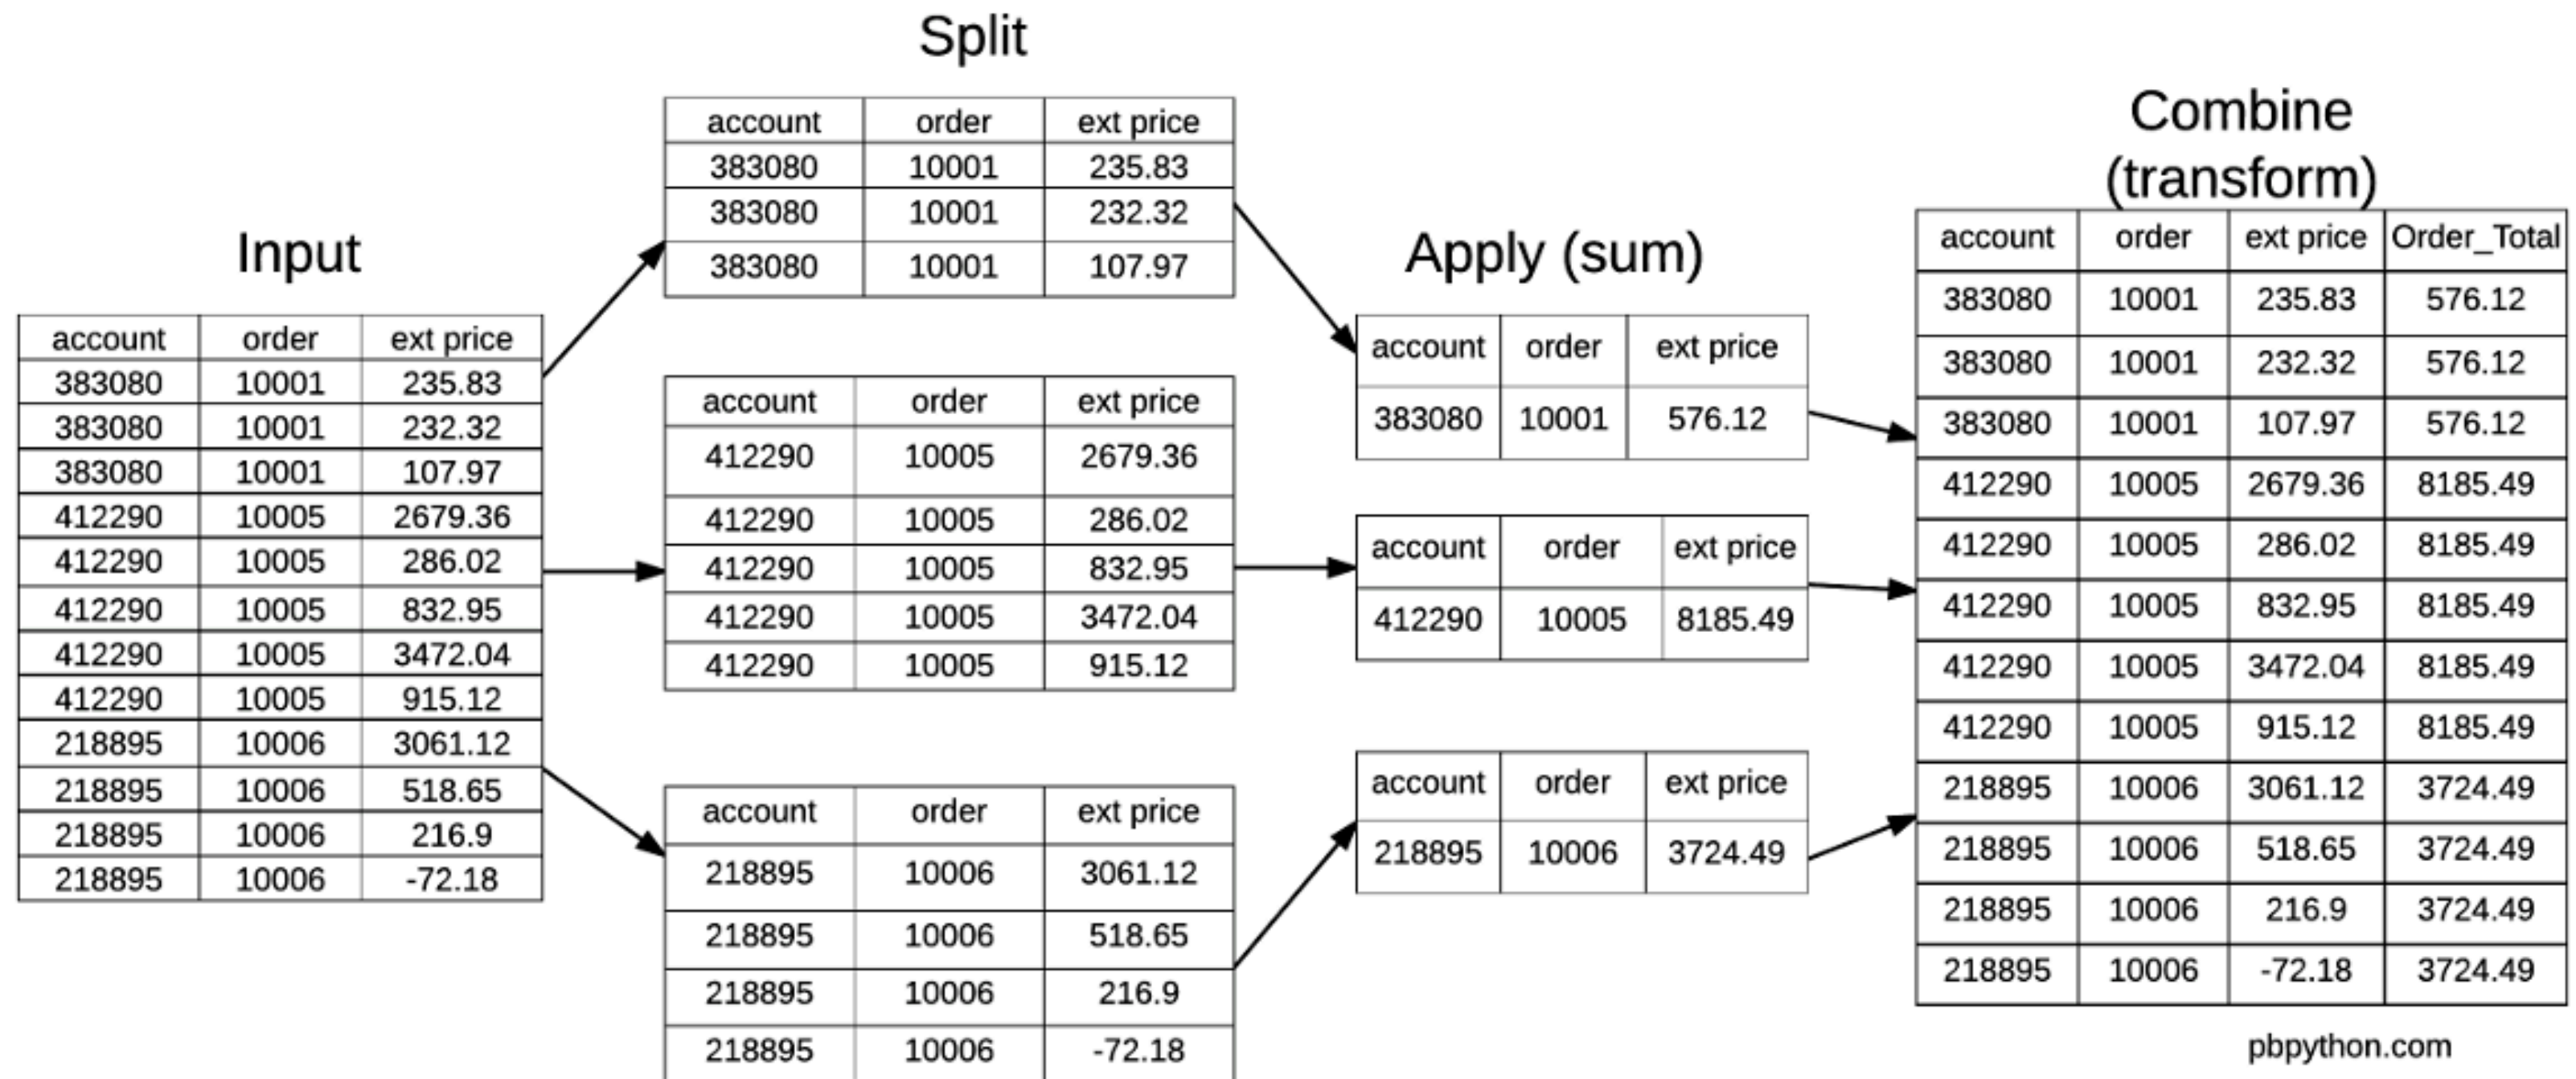 Input
account order ext price
383080 10001 235.83
383080 10001 232.32
383080 10001 107.97
412290 10005 2679.36
412290 10005 286.02
412290 10005 832.95
412290 10005 3472.04
412290 10005 915.12
218895 10006 3061.12
218895 10006 518.65
218895 10006 216.9
218895 10006 -72.18
Split
account order ext price
383080 10001 235.83
383080 10001 232.32
383080 10001 107.97
account order ext price
412290 10005 2679.36
412290 10005 286.02
412290 10005 832.95
412290 10005 3472.04
412290 10005 915.12
account order ext price
218895 10006 3061.12
218895 10006 518.65
218895 10006 216.9
218895 10006 -72.18
Apply (sum)
account order ext price
383080 10001 576.12
account order ext price
412290 10005 8185.49
account order ext price
218895 10006 3724.49
Combine
(transform)
account order ext price Order_Total
383080 10001 235.83 576.12
383080 10001 232.32 576.12
383080 10001 107.97 576.12
412290 10005 2679.36 8185.49
412290 10005 286.02 8185.49
412290 10005 832.95 8185.49
412290 10005 3472.04 8185.49
412290 10005 915.12 8185.49
218895 10006 3061.12 3724.49
218895 10006 518.65 3724.49
218895 10006 216.9 3724.49
218895 10006 -72.18 3724.49
pbpython.com